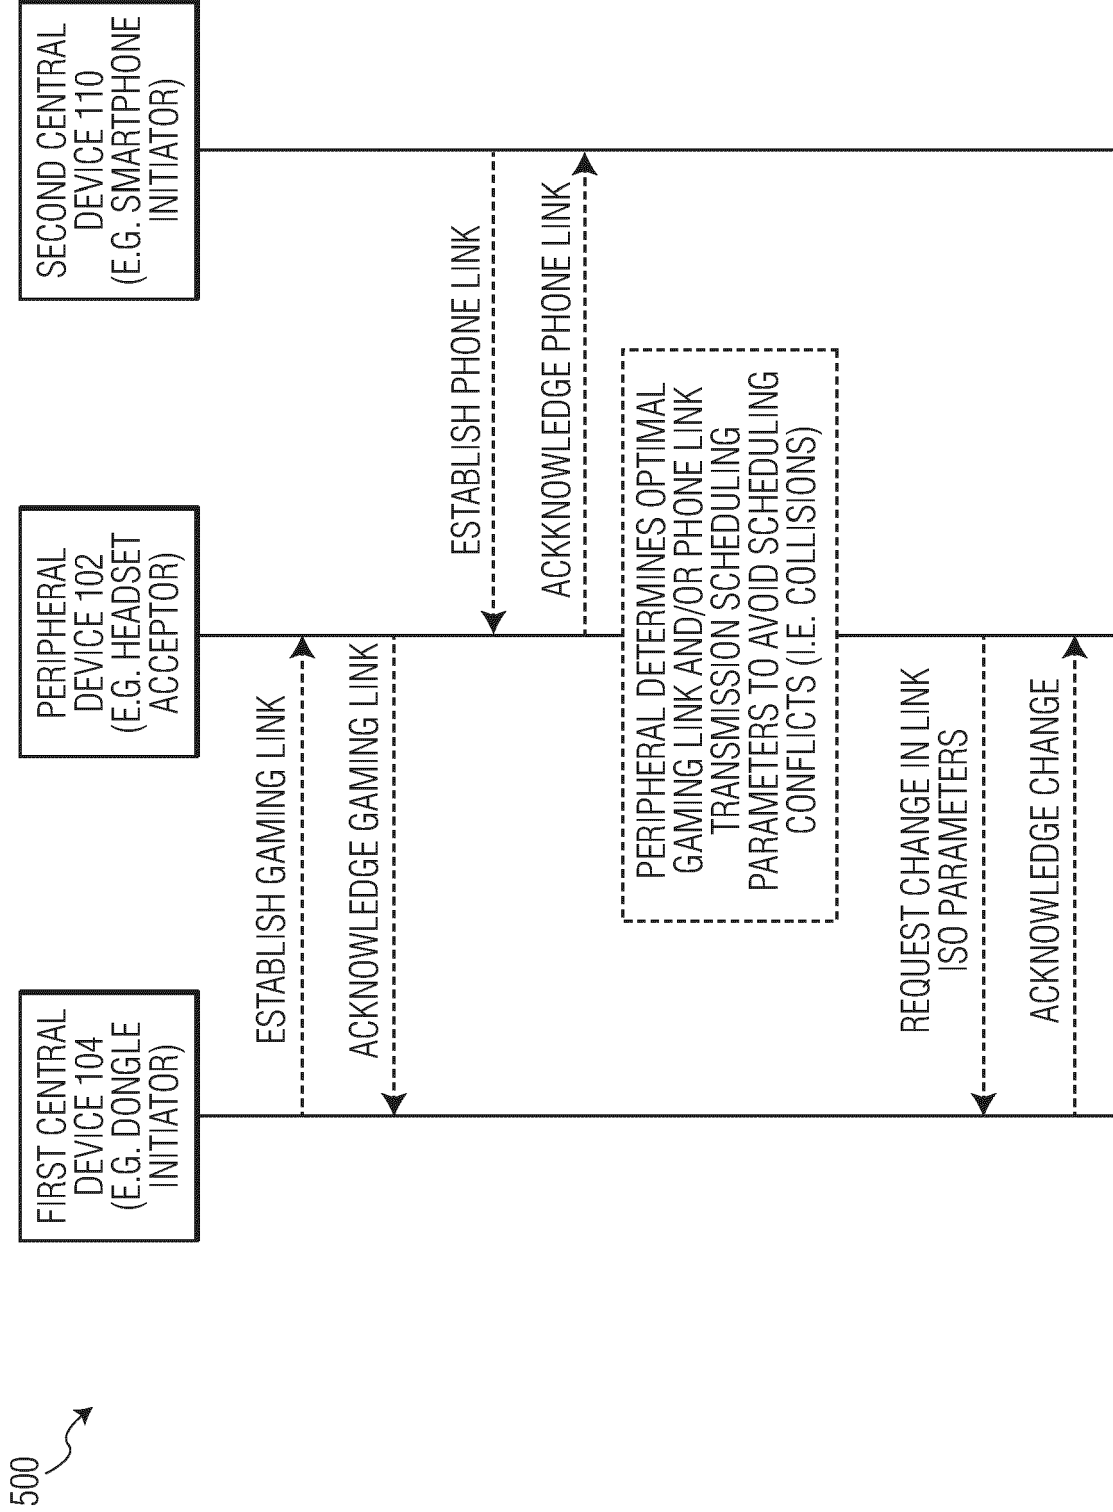 500
FIRST CENTRAL
DEVICE 104
(E.G. DONGLE
INITIATOR)
PERIPHERAL
DEVICE 102
(E.G. HEADSET
ACCEPTOR)
SECOND CENTRAL
DEVICE 110
(E.G. SMARTPHONE
INITIATOR)
ESTABLISH GAMING LINK
ACKNOWLEDGE GAMING LINK
ESTABLISH PHONE LINK
ACKKNOWLEDGE PHONE LINK
PERIPHERAL DETERMINES OPTIMAL
GAMING LINK AND/OR PHONE LINK
TRANSMISSION SCHEDULING
PARAMETERS TO AVOID SCHEDULING
CONFLICTS (I.E. COLLISIONS)
REQUEST CHANGE IN LINK
ISO PARAMETERS
ACKNOWLEDGE CHANGE